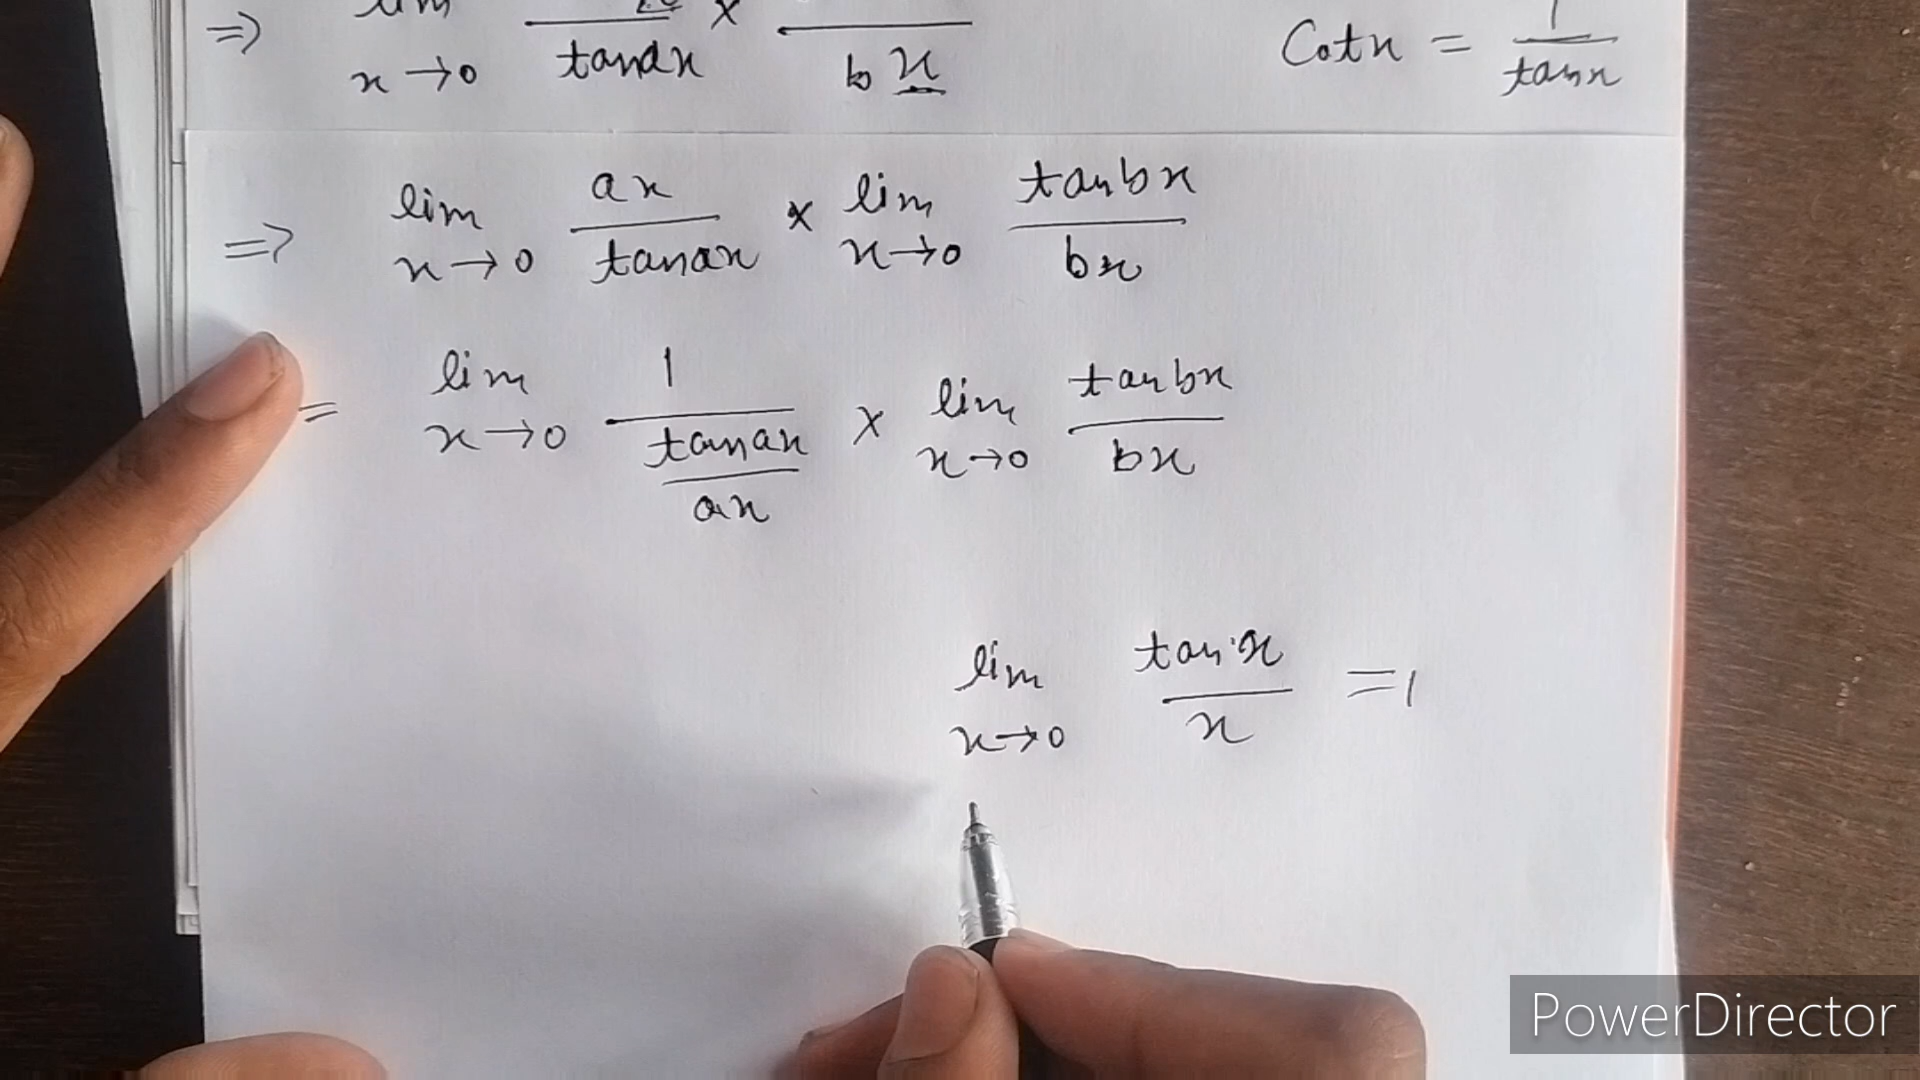 ⇒ lim x→0 /tanax × /bx Cotx = 1/tanx
⇒ lim x→0 ax/tanax × lim x→0 tanbx/bx
= lim x→0 1/(tanax/ax) × lim x→0 tanbx/bx
lim x→0 tanx/x =1
PowerDirector